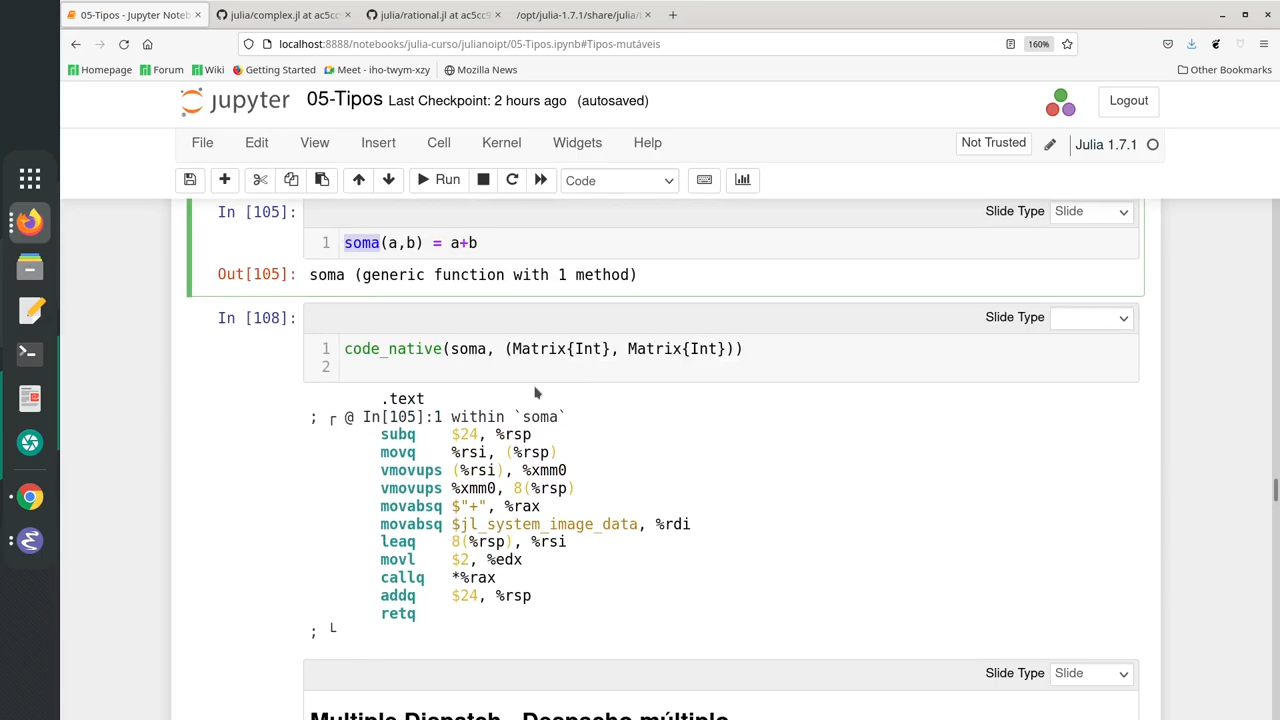 05-Tipos - Jupyter Noteb
julia/complex.jl at ac5cc
julia/rational.jl at ac5cc9
/opt/julia-1.7.1/share/julia/
localhost:8888/notebooks/julia-curso/julianoipt/05-Tipos.ipynb#Tipos-mutáveis
160%
Homepage
Forum
Wiki
Getting Started
Meet - iho-twym-xzy
Mozilla News
Other Bookmarks
jupyter
05-Tipos Last Checkpoint: 2 hours ago (autosaved)
Logout
File Edit View Insert Cell Kernel Widgets Help
Not Trusted
Julia 1.7.1
Run
Code
In [105]:
Slide Type Slide
1 soma(a,b) = a+b
Out[105]: soma (generic function with 1 method)
In [108]:
Slide Type
1 code_native(soma, (Matrix{Int}, Matrix{Int}))
2
.text
; ┌ @ In[105]:1 within `soma`
subq $24, %rsp
movq %rsi, (%rsp)
vmovups (%rsi), %xmm0
vmovups %xmm0, 8(%rsp)
movabsq $"+", %rax
movabsq $jl_system_image_data, %rdi
leaq 8(%rsp), %rsi
movl $2, %edx
callq *%rax
addq $24, %rsp
retq
; └
Slide Type Slide
Multiple Dispatch - Despacho múltiplo